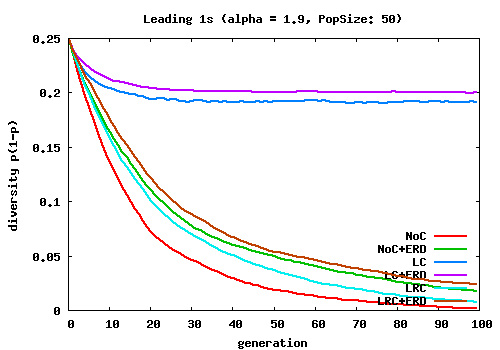 Leading 1s (alpha = 1.9, PopSize: 50)
0.25
0.2
0.15
0.1
0.05
0
diversity p(1-p)
NoC
NoC+ERD
LC
LC+ERD
LRC
LRC+ERD
0 10 20 30 40 50 60 70 80 90 100
generation